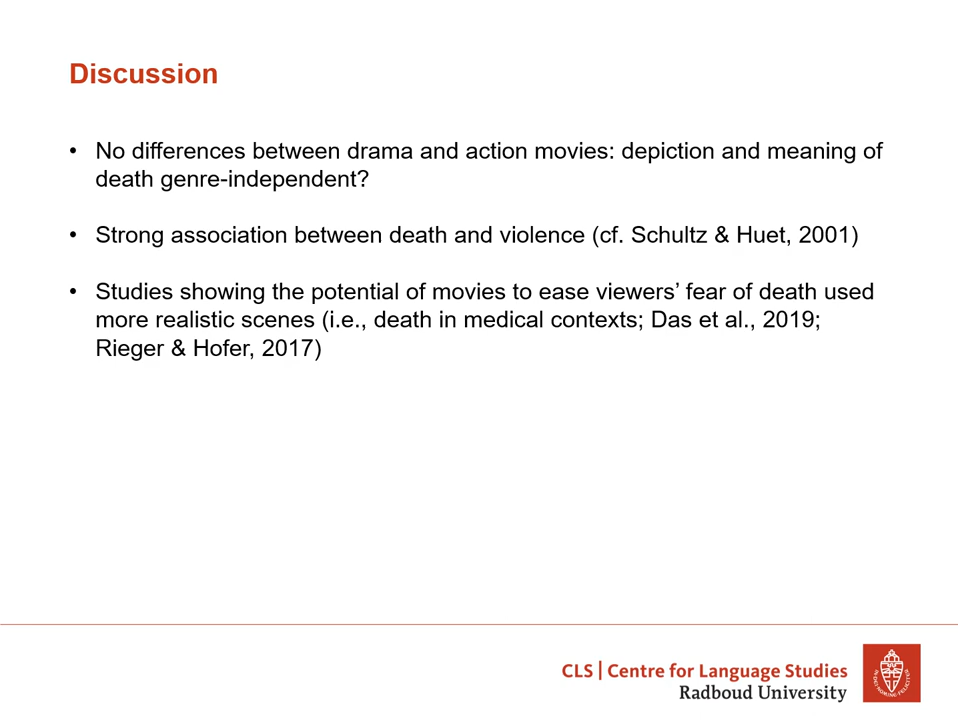 Discussion
• No differences between drama and action movies: depiction and meaning of
death genre-independent?
• Strong association between death and violence (cf. Schultz & Huet, 2001)
• Studies showing the potential of movies to ease viewers’ fear of death used
more realistic scenes (i.e., death in medical contexts; Das et al., 2019;
Rieger & Hofer, 2017)
CLS | Centre for Language Studies
Radboud University